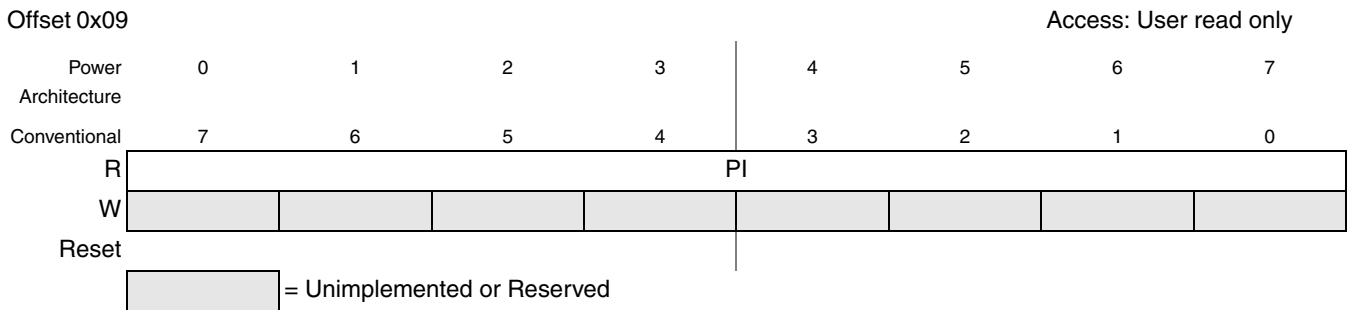 Offset 0x09 Access: User read only
Power Architecture 0 1 2 3 4 5 6 7
Conventional 7 6 5 4 3 2 1 0
R PI
W
Reset
= Unimplemented or Reserved